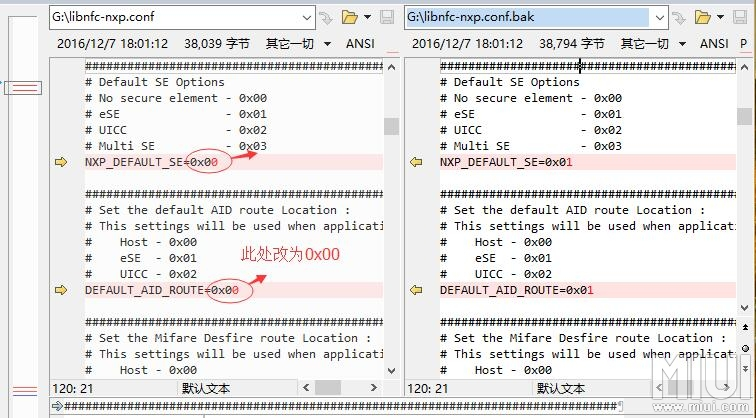 G:\libnfc-nxp.conf
2016/12/7 18:01:12 38,039 字节 其它一切 ANSI
##########################################
# Default SE Options
# No secure element - 0x00
# eSE - 0x01
# UICC - 0x02
# Multi SE - 0x03
NXP_DEFAULT_SE=0x00
##########################################
# Set the default AID route Location :
# This settings will be used when applicati
# Host - 0x00
# eSE - 0x01
# UICC - 0x02
DEFAULT_AID_ROUTE=0x00
此处改为0x00
##########################################
# Set the Mifare Desfire route Location :
# This settings will be used when applicati
# Host - 0x00
120: 21 默认文本
G:\libnfc-nxp.conf.bak
2016/12/7 18:01:12 38,794 字节 其它一切 ANSI P
##########################################
# Default SE Options
# No secure element - 0x00
# eSE - 0x01
# UICC - 0x02
# Multi SE - 0x03
NXP_DEFAULT_SE=0x01
##########################################
# Set the default AID route Location :
# This settings will be used when applicat
# Host - 0x00
# eSE - 0x01
# UICC - 0x02
DEFAULT_AID_ROUTE=0x01
##########################################
# Set the Mifare Desfire route Location :
# This settings will be used when applicat
# Host - 0x00
120: 21 默认文本
################################################################################¶
MIUI
www.miui.com